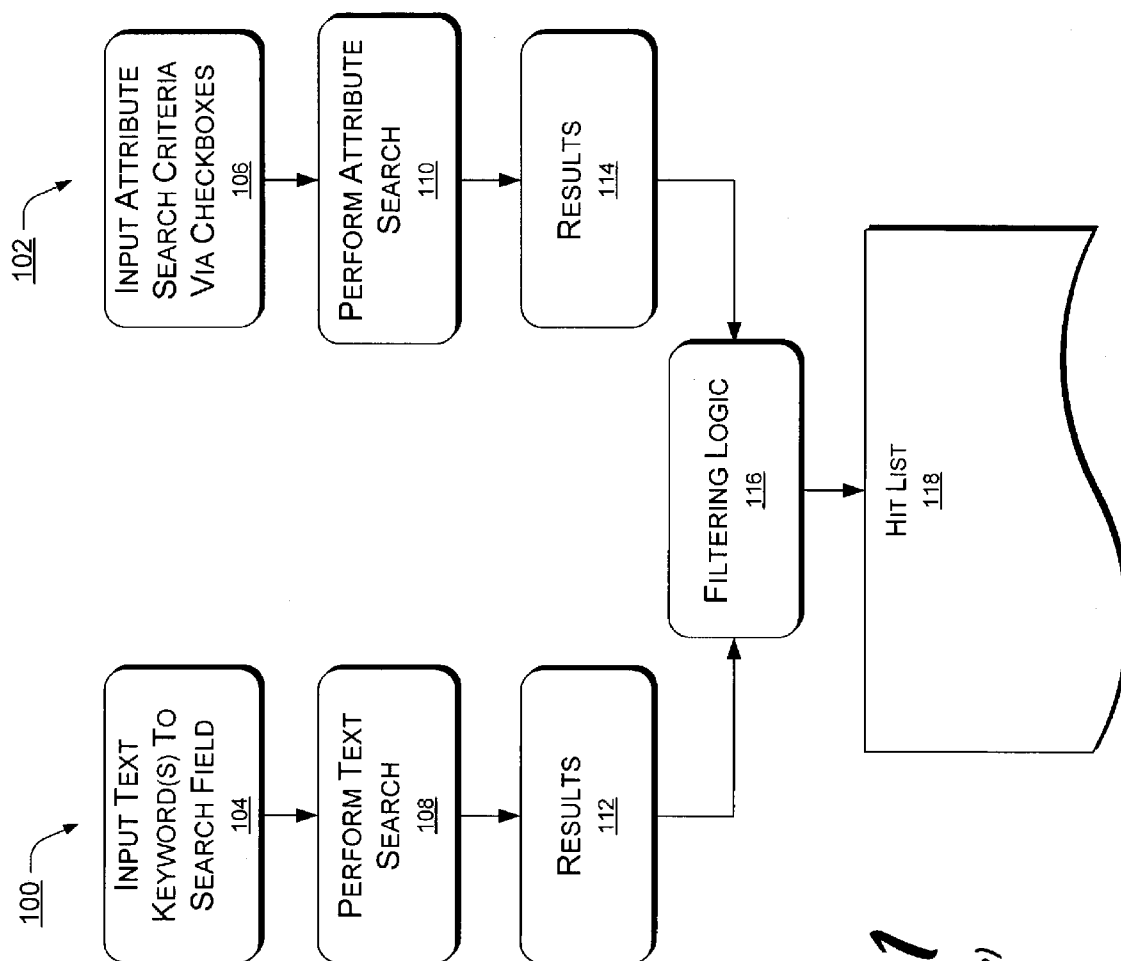 100
INPUT TEXT
KEYWORD(S) TO
SEARCH FIELD
104
PERFORM TEXT
SEARCH
108
RESULTS
112
102
INPUT ATTRIBUTE
SEARCH CRITERIA
VIA CHECKBOXES
106
PERFORM ATTRIBUTE
SEARCH
110
RESULTS
114
FILTERING LOGIC
116
HIT LIST
118
1